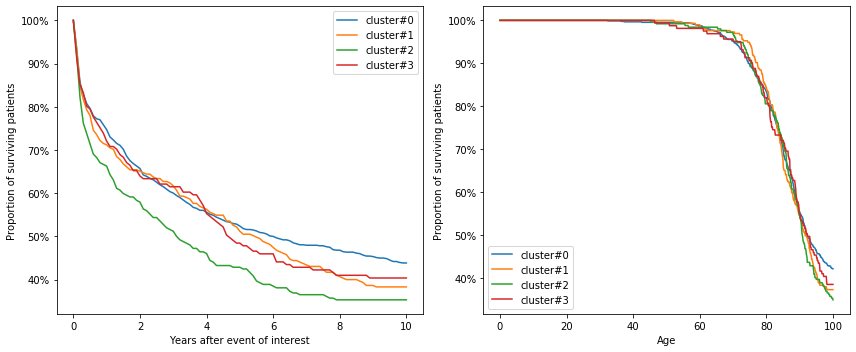 Proportion of surviving patients
100%
90%
80%
70%
60%
50%
40%
cluster#0
cluster#1
cluster#2
cluster#3
0
2
4
6
8
10
Years after event of interest
Proportion of surviving patients
100%
90%
80%
70%
60%
50%
40%
cluster#0
cluster#1
cluster#2
cluster#3
0
20
40
60
80
100
Age